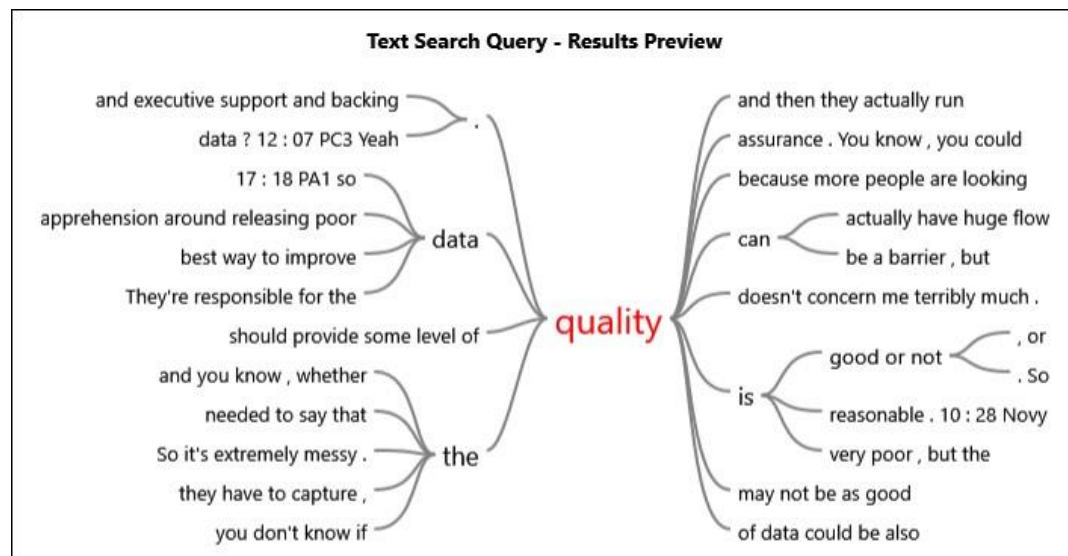 Text Search Query - Results Preview
and executive support and backing
data ? 12 : 07 PC3 Yeah
.
17 : 18 PA1 so
apprehension around releasing poor
best way to improve
They're responsible for the
data
should provide some level of
and you know , whether
needed to say that
So it's extremely messy .
they have to capture ,
you don't know if
the
quality
and then they actually run
assurance . You know , you could
because more people are looking
can
actually have huge flow
be a barrier , but
doesn't concern me terribly much .
is
good or not
, or
. So
reasonable . 10 : 28 Novy
very poor , but the
may not be as good
of data could be also